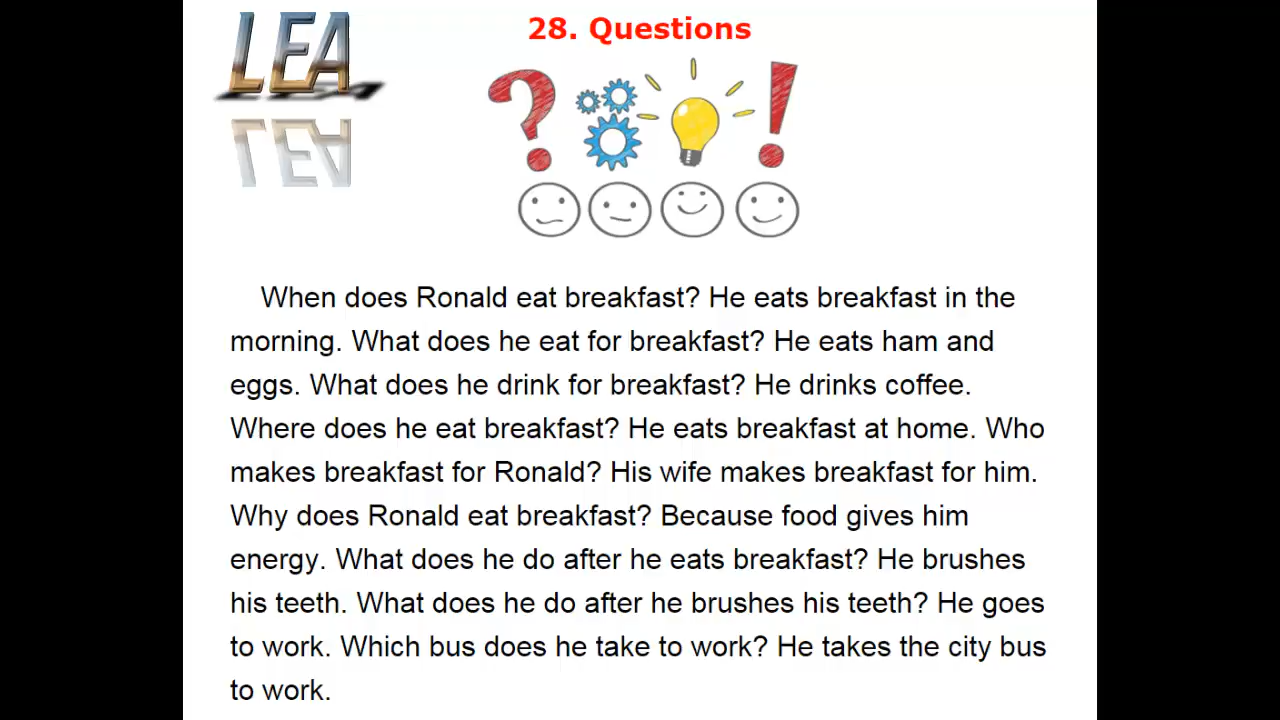 LEA
28. Questions
When does Ronald eat breakfast? He eats breakfast in the
morning. What does he eat for breakfast? He eats ham and
eggs. What does he drink for breakfast? He drinks coffee.
Where does he eat breakfast? He eats breakfast at home. Who
makes breakfast for Ronald? His wife makes breakfast for him.
Why does Ronald eat breakfast? Because food gives him
energy. What does he do after he eats breakfast? He brushes
his teeth. What does he do after he brushes his teeth? He goes
to work. Which bus does he take to work? He takes the city bus
to work.